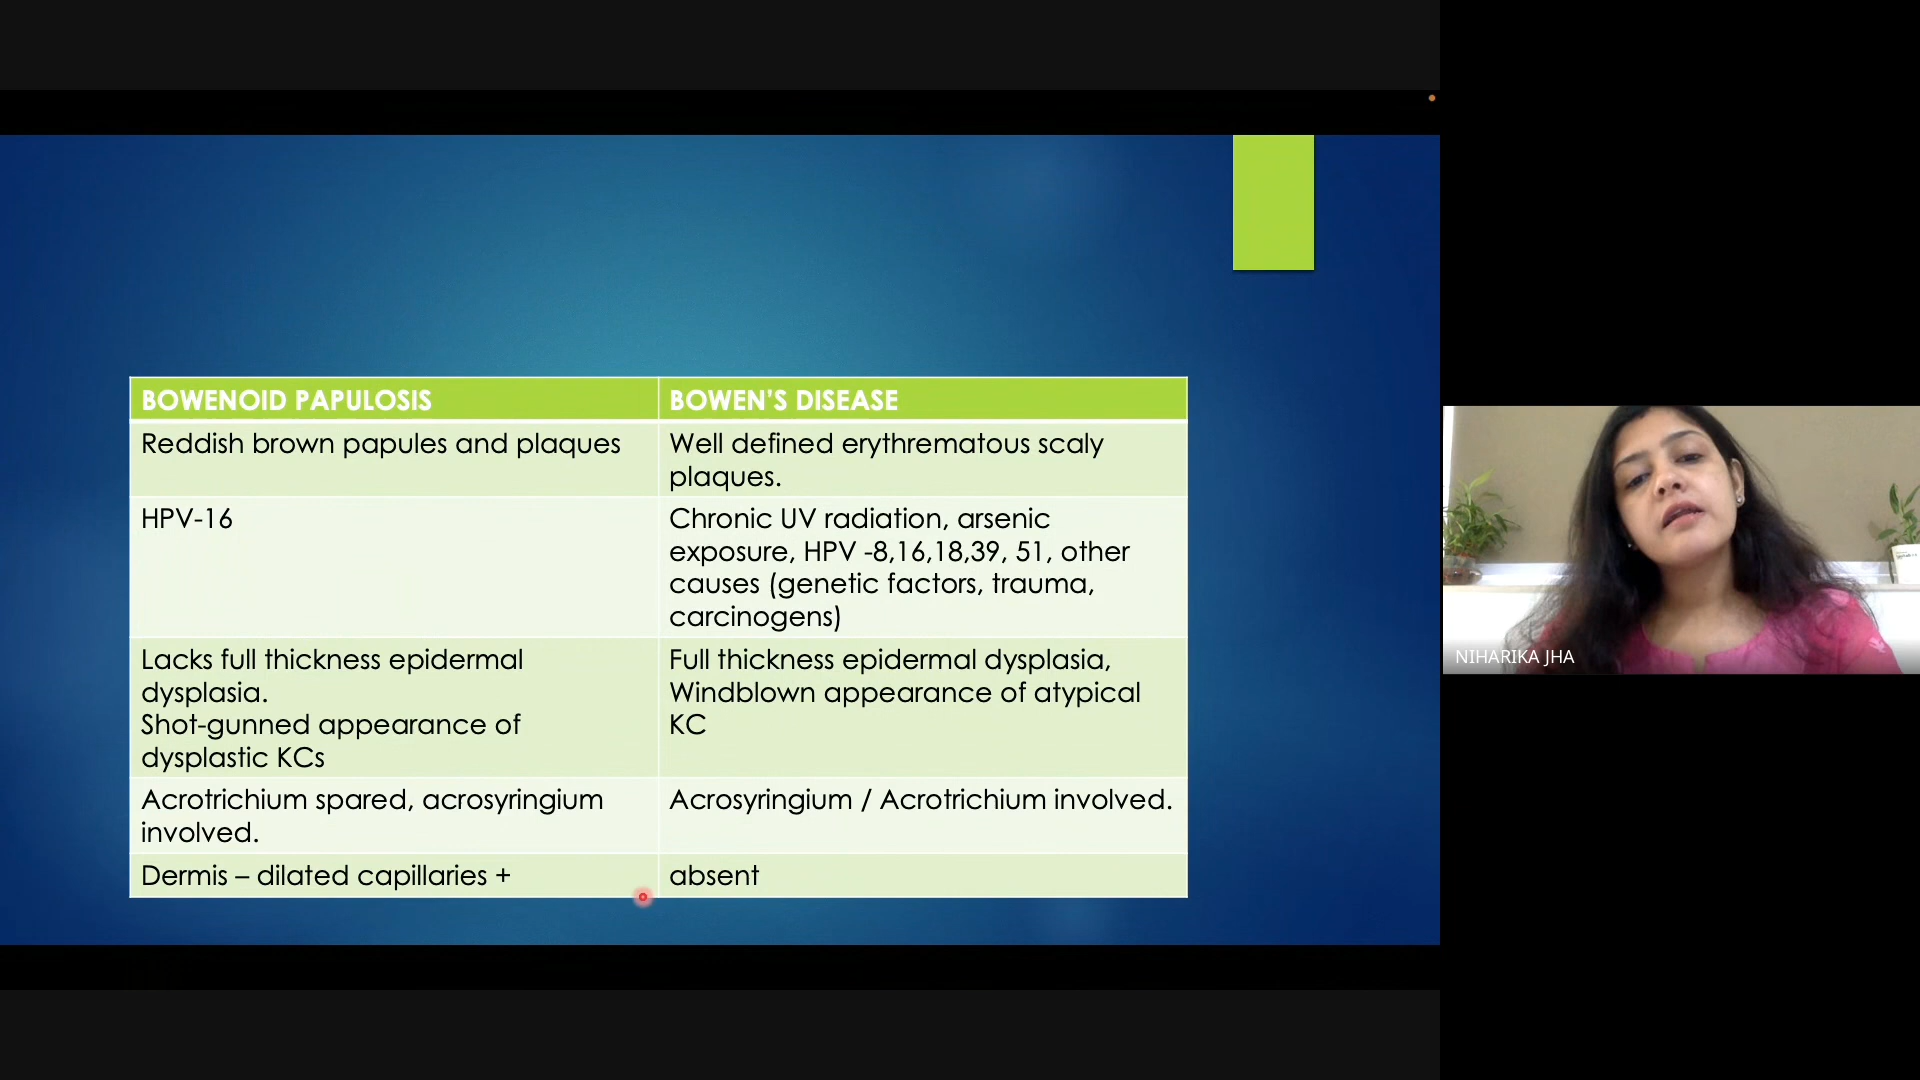 BOWENOID PAPULOSIS
BOWEN'S DISEASE
Reddish brown papules and plaques
Well defined erythrematous scaly
plaques.
HPV-16
Chronic UV radiation, arsenic
exposure, HPV -8,16,18,39, 51, other
causes (genetic factors, trauma,
carcinogens)
Lacks full thickness epidermal
dysplasia.
Shot-gunned appearance of
dysplastic KCs
Full thickness epidermal dysplasia,
Windblown appearance of atypical
KC
Acrotrichium spared, acrosyringium
involved.
Acrosyringium / Acrotrichium involved.
Dermis – dilated capillaries +
absent
NIHARIKA JHA